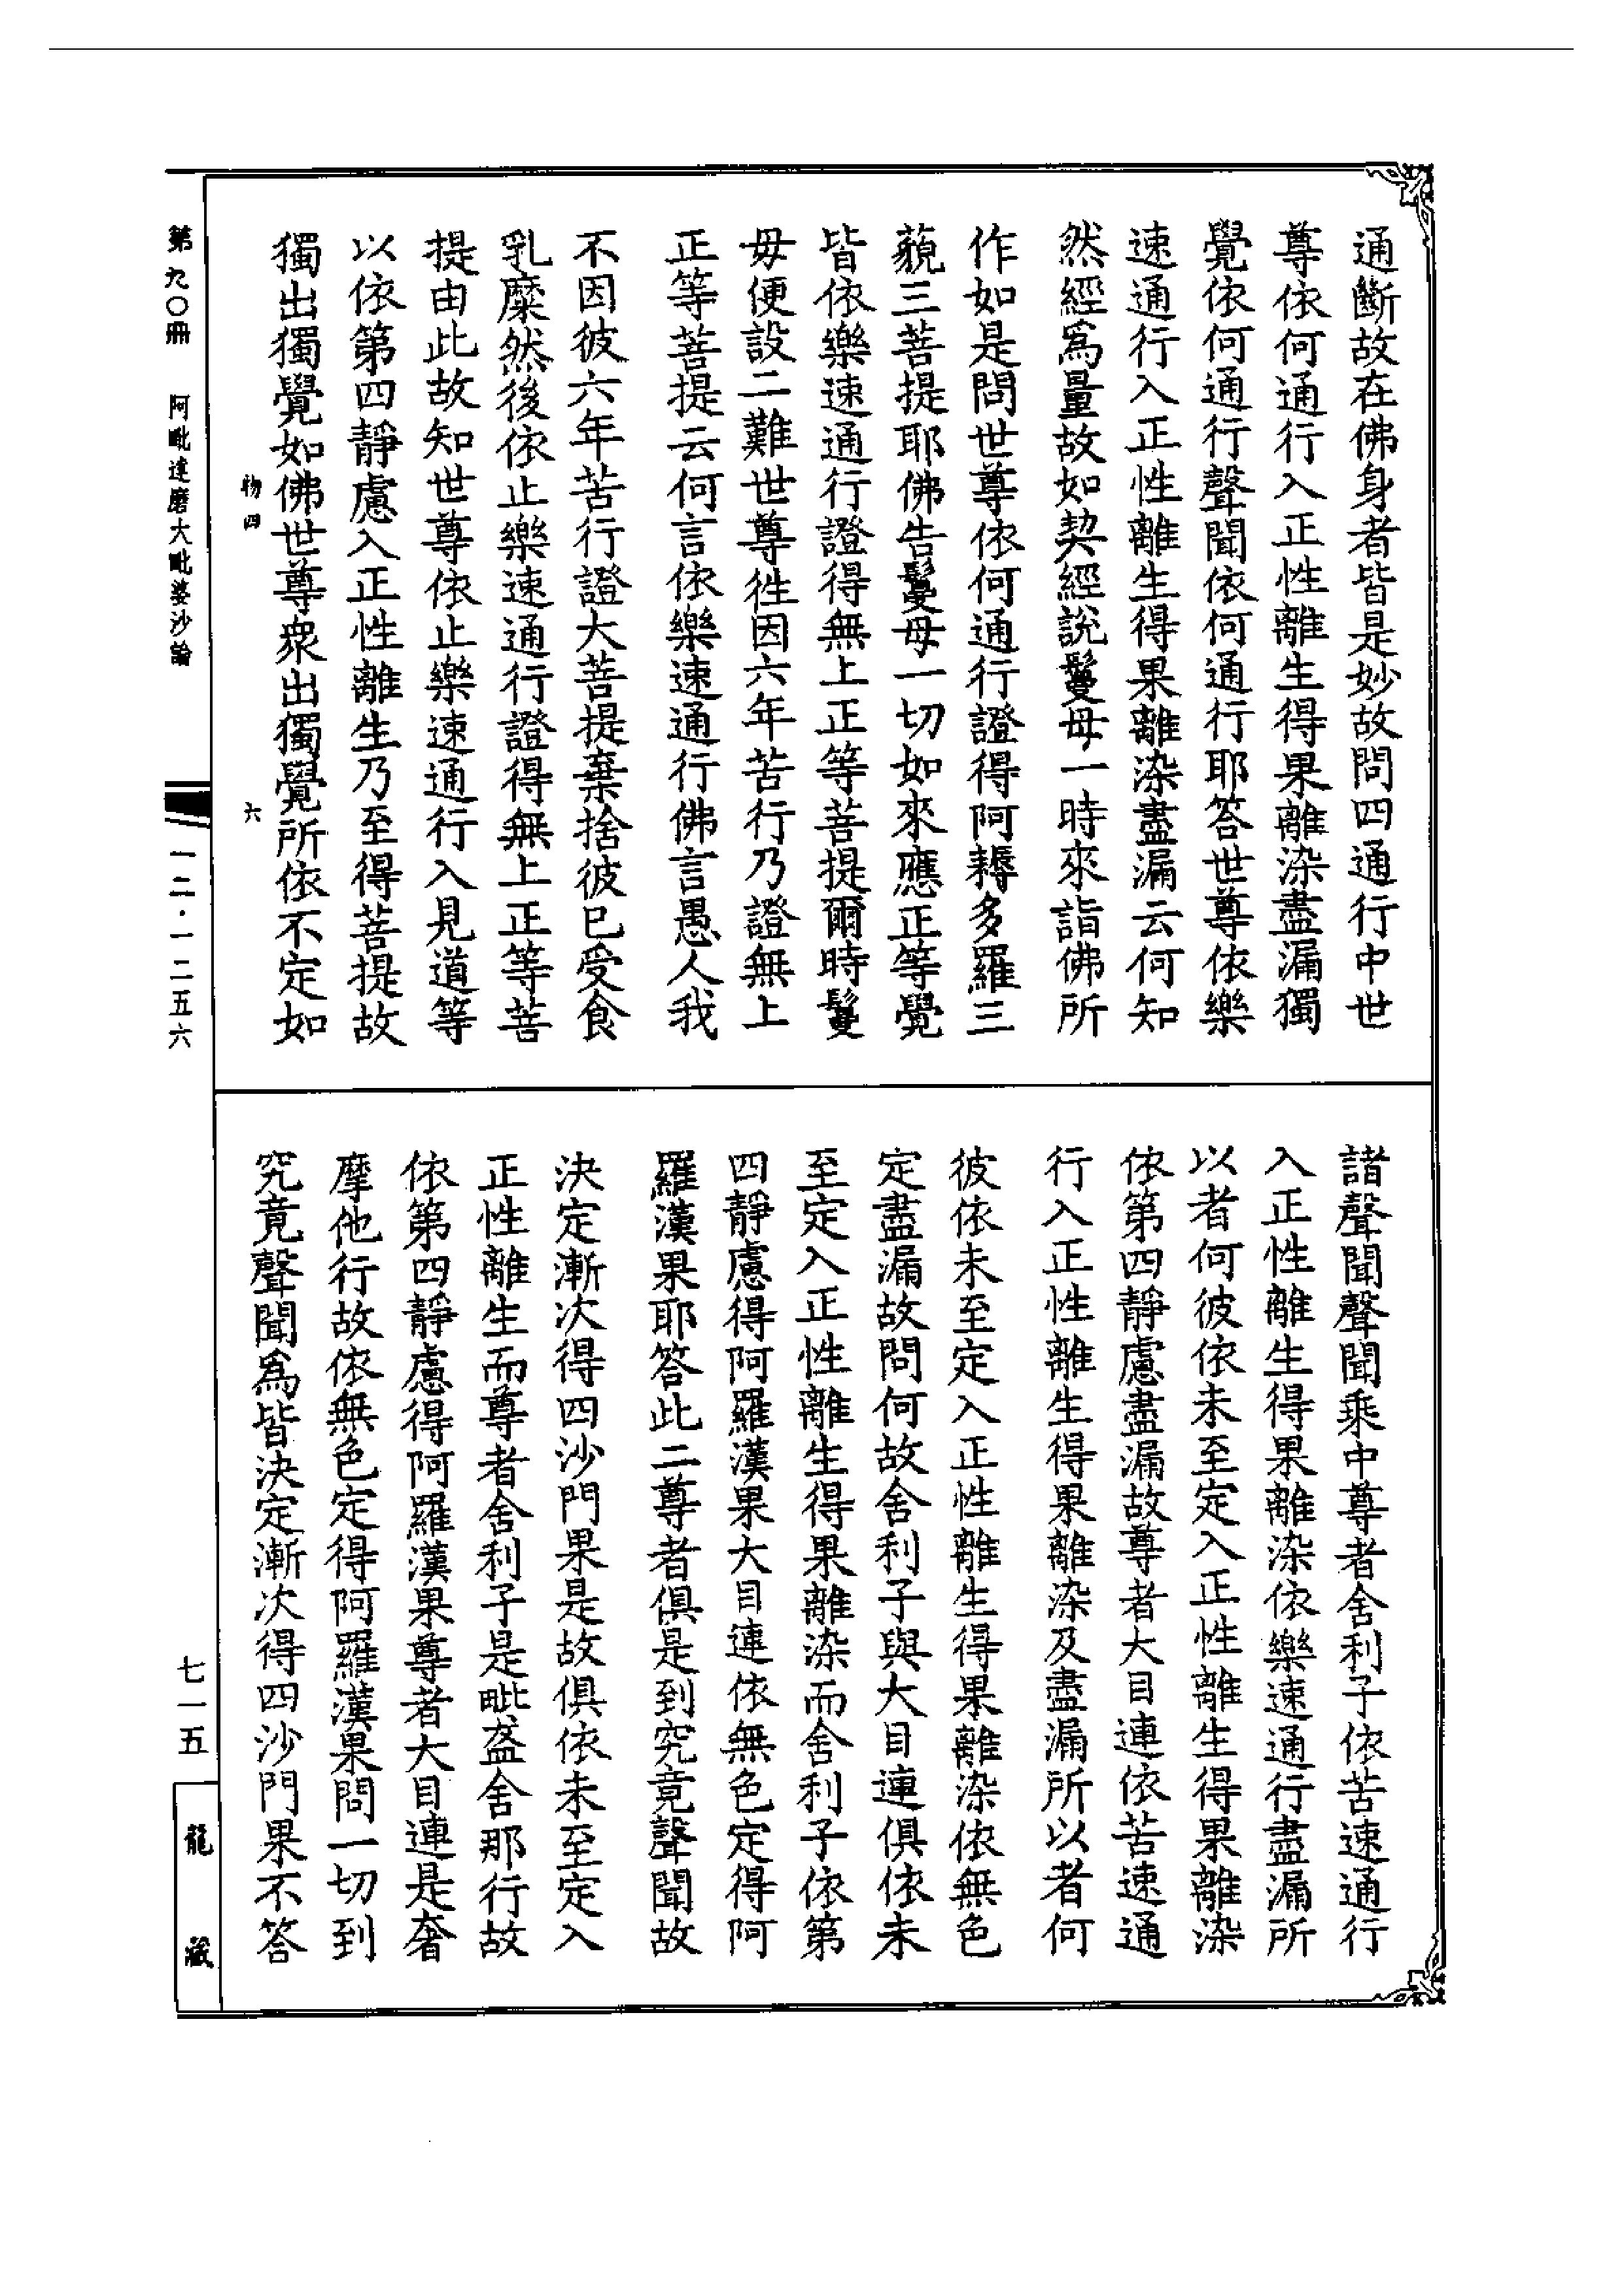 通斷故在佛身者皆是妙故問四通行中世
尊依何通行入正性離生得果離染盡漏獨
覺依何通行聲聞依何通行耶答世尊依樂
速通行入正性離生得果離染盡漏云何知
然經爲量故如契經說鬘母一時來詣佛所
作如是問世尊依何通行證得阿耨多羅三
藐三菩提耶佛告鬘母一切如來應正等覺
皆依樂速通行證得無上正等菩提爾時鬘
母便設二難世尊徃因六年苦行乃證無上
正等菩提云何言依樂速通行佛言愚人我
不因彼六年苦行證大菩提棄捨彼已受食
乳糜然後依止樂速通行證得無上正等菩
提由此故知世尊依止樂速通行入見道等
以依第四靜慮入正性離生乃至得菩提故
獨出獨覺如佛世尊衆出獨覺所依不定如
諸聲聞聲聞乘中尊者舍利子依苦速通行
入正性離生得果離染依樂速通行盡漏所
以者何彼依未至定入正性離生得果離染
依第四靜慮盡漏故尊者大目連依苦速通
行入正性離生得果離染及盡漏所以者何
彼依未至定入正性離生得果離染依無色
定盡漏故問何故舍利子與大目連俱依未
至定入正性離生得果離染而舍利子依第
四靜慮得阿羅漢果大目連依無色定得阿
羅漢果耶答此二尊者俱是到究竟聲聞故
決定漸次得四沙門果是故俱依未至定入
正性離生而尊者舍利子是毗盋舍那行故
依第四靜慮得阿羅漢果尊者大目連是奢
摩他行故依無色定得阿羅漢果問一切到
究竟聲聞爲皆決定漸次得四沙門果不答
物四 六
第九〇冊 阿毗達磨大毗婆沙論 一二·一二五六
七一五
龍藏